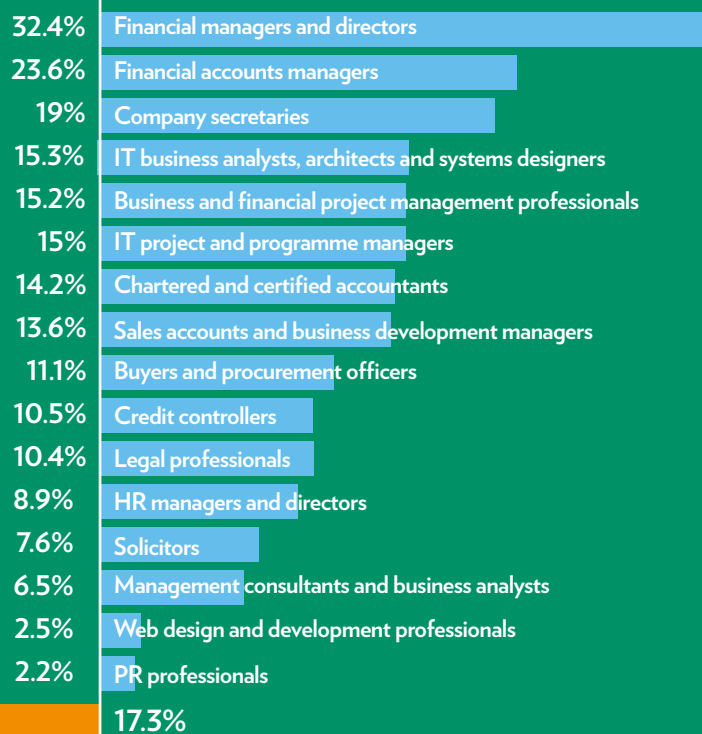 32.4% Financial managers and directors
23.6% Financial accounts managers
19% Company secretaries
15.3% IT business analysts, architects and systems designers
15.2% Business and financial project management professionals
15% IT project and programme managers
14.2% Chartered and certified accountants
13.6% Sales accounts and business development managers
11.1% Buyers and procurement officers
10.5% Credit controllers
10.4% Legal professionals
8.9% HR managers and directors
7.6% Solicitors
6.5% Management consultants and business analysts
2.5% Web design and development professionals
2.2% PR professionals
17.3%